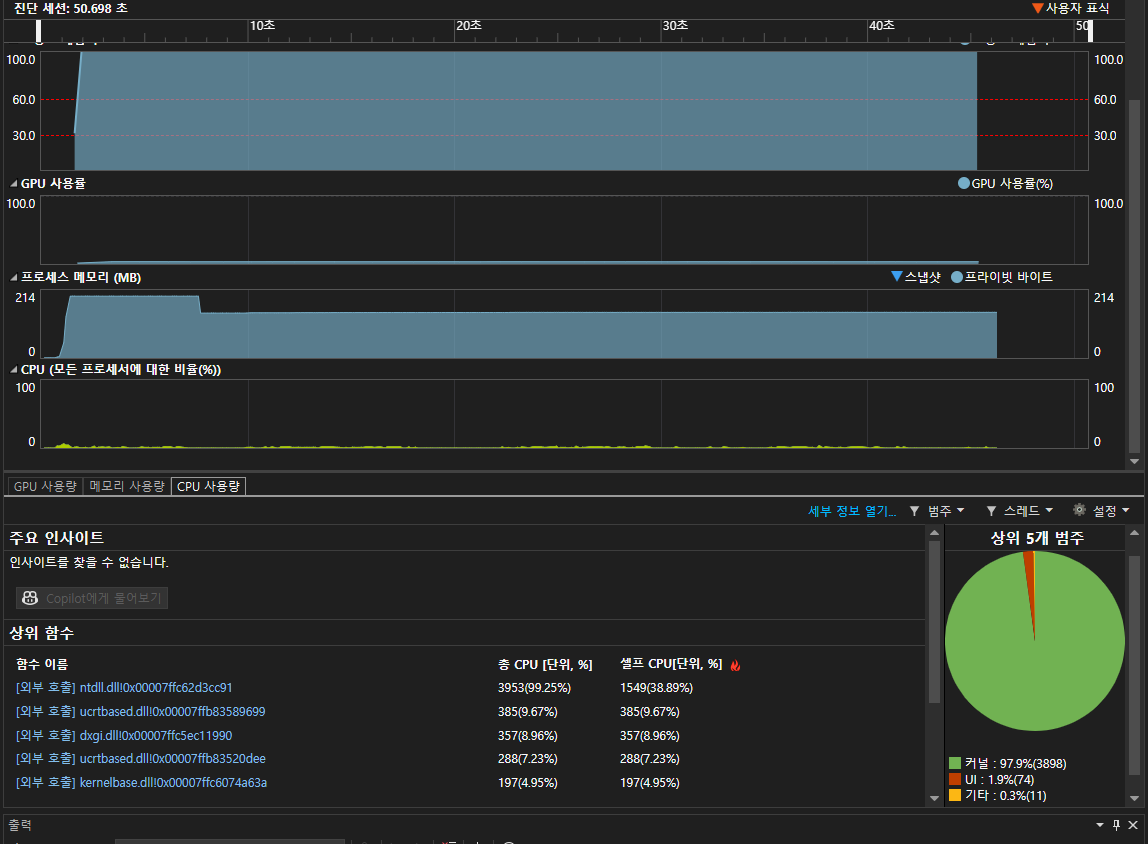 진단 세션: 50.698 초
사용자 표식
10초 20초 30초 40초 50
100.0 100.0
60.0 60.0
30.0 30.0
GPU 사용률 GPU 사용률(%)
100.0 100.0
프로세스 메모리 (MB) 스냅샷 프라이빗 바이트
214 214
0 0
CPU (모든 프로세서에 대한 비율(%))
100 100
0 0
GPU 사용량 메모리 사용량 CPU 사용량
세부 정보 열기... 범주 스레드 설정
주요 인사이트
인사이트를 찾을 수 없습니다.
Copilot에게 물어보기
상위 함수
함수 이름 총 CPU [단위, %] 셀프 CPU[단위, %]
[외부 호출] ntdll.dll!0x00007ffc62d3cc91 3953(99.25%) 1549(38.89%)
[외부 호출] ucrtbased.dll!0x00007ffb83589699 385(9.67%) 385(9.67%)
[외부 호출] dxgi.dll!0x00007ffc5ec11990 357(8.96%) 357(8.96%)
[외부 호출] ucrtbased.dll!0x00007ffb83520dee 288(7.23%) 288(7.23%)
[외부 호출] kernelbase.dll!0x00007ffc6074a63a 197(4.95%) 197(4.95%)
상위 5개 범주
커널 : 97.9%(3898)
UI : 1.9%(74)
기타 : 0.3%(11)
출력